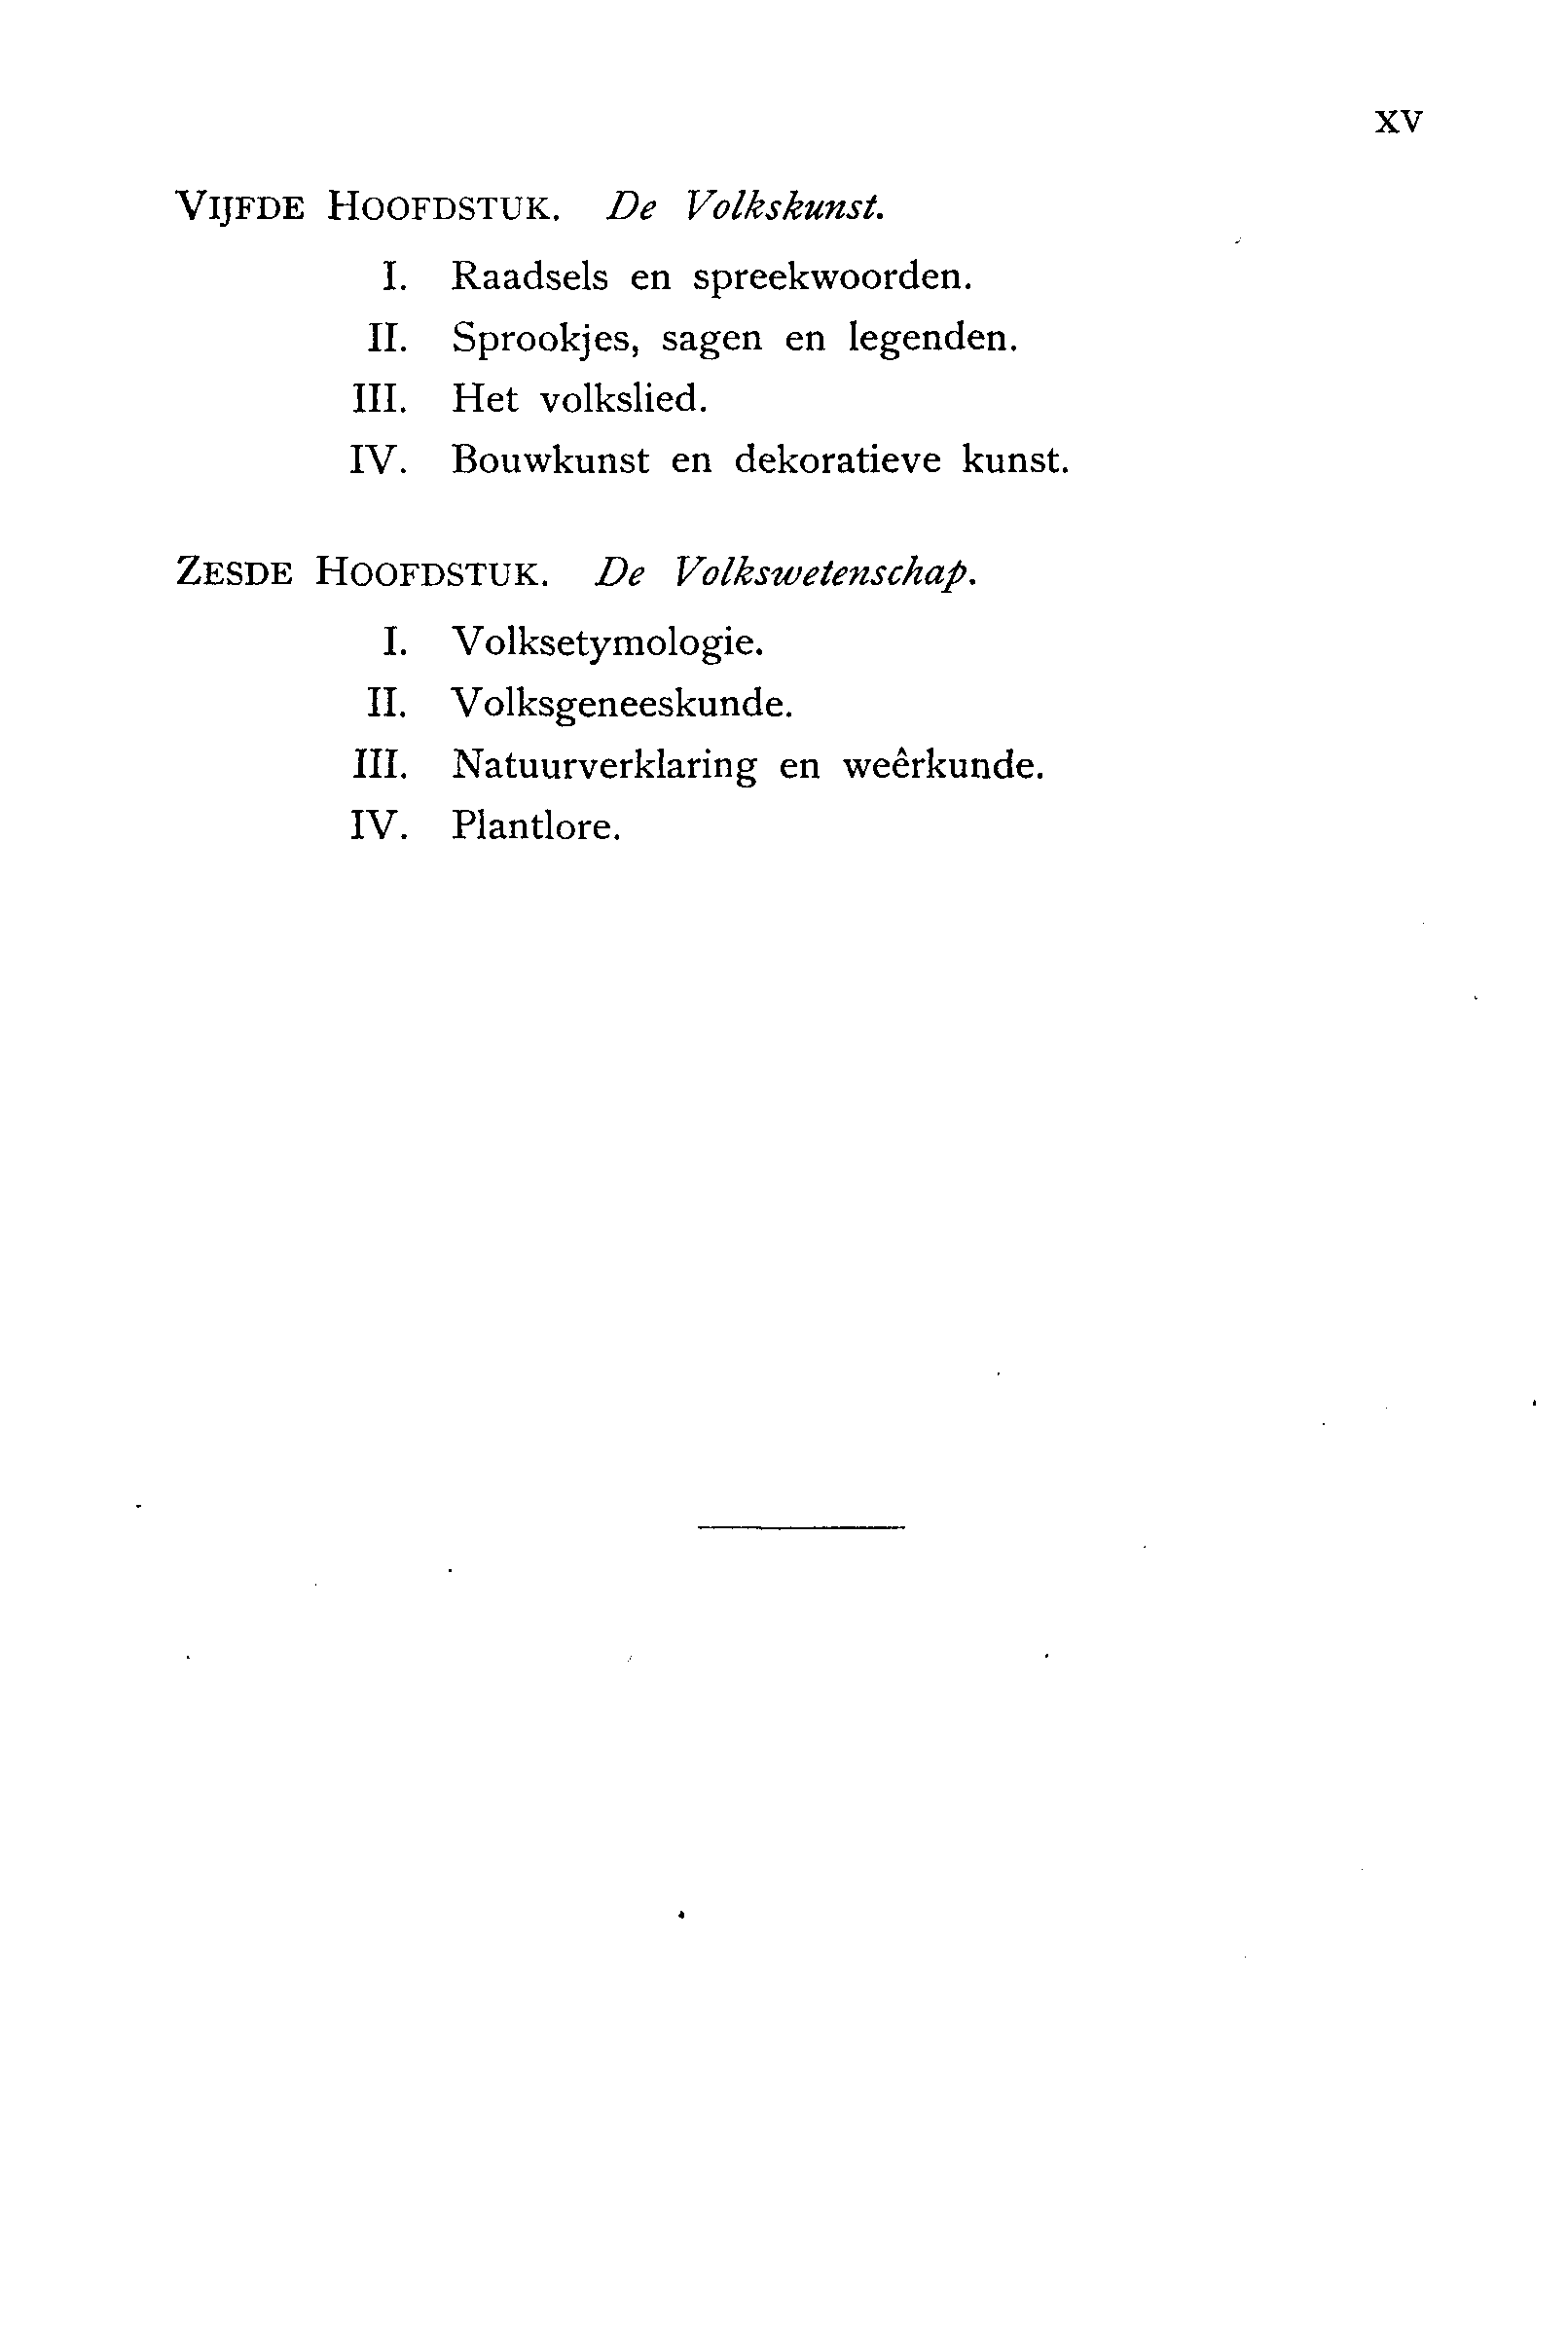 XV
VIJFDE HOOFDSTUK. De Volkskunst.
I. Raadsels en spreekwoorden.
II. Sprookjes, sagen en legenden.
III. Het volkslied.
IV. Bouwkunst en dekoratieve kunst.
ZESDE HOOFDSTUK. De Volkswetenschap.
I. Volksetymologie.
II. Volksgeneeskunde.
III. Natuurverklaring en weêrkunde.
IV. Plantlore.